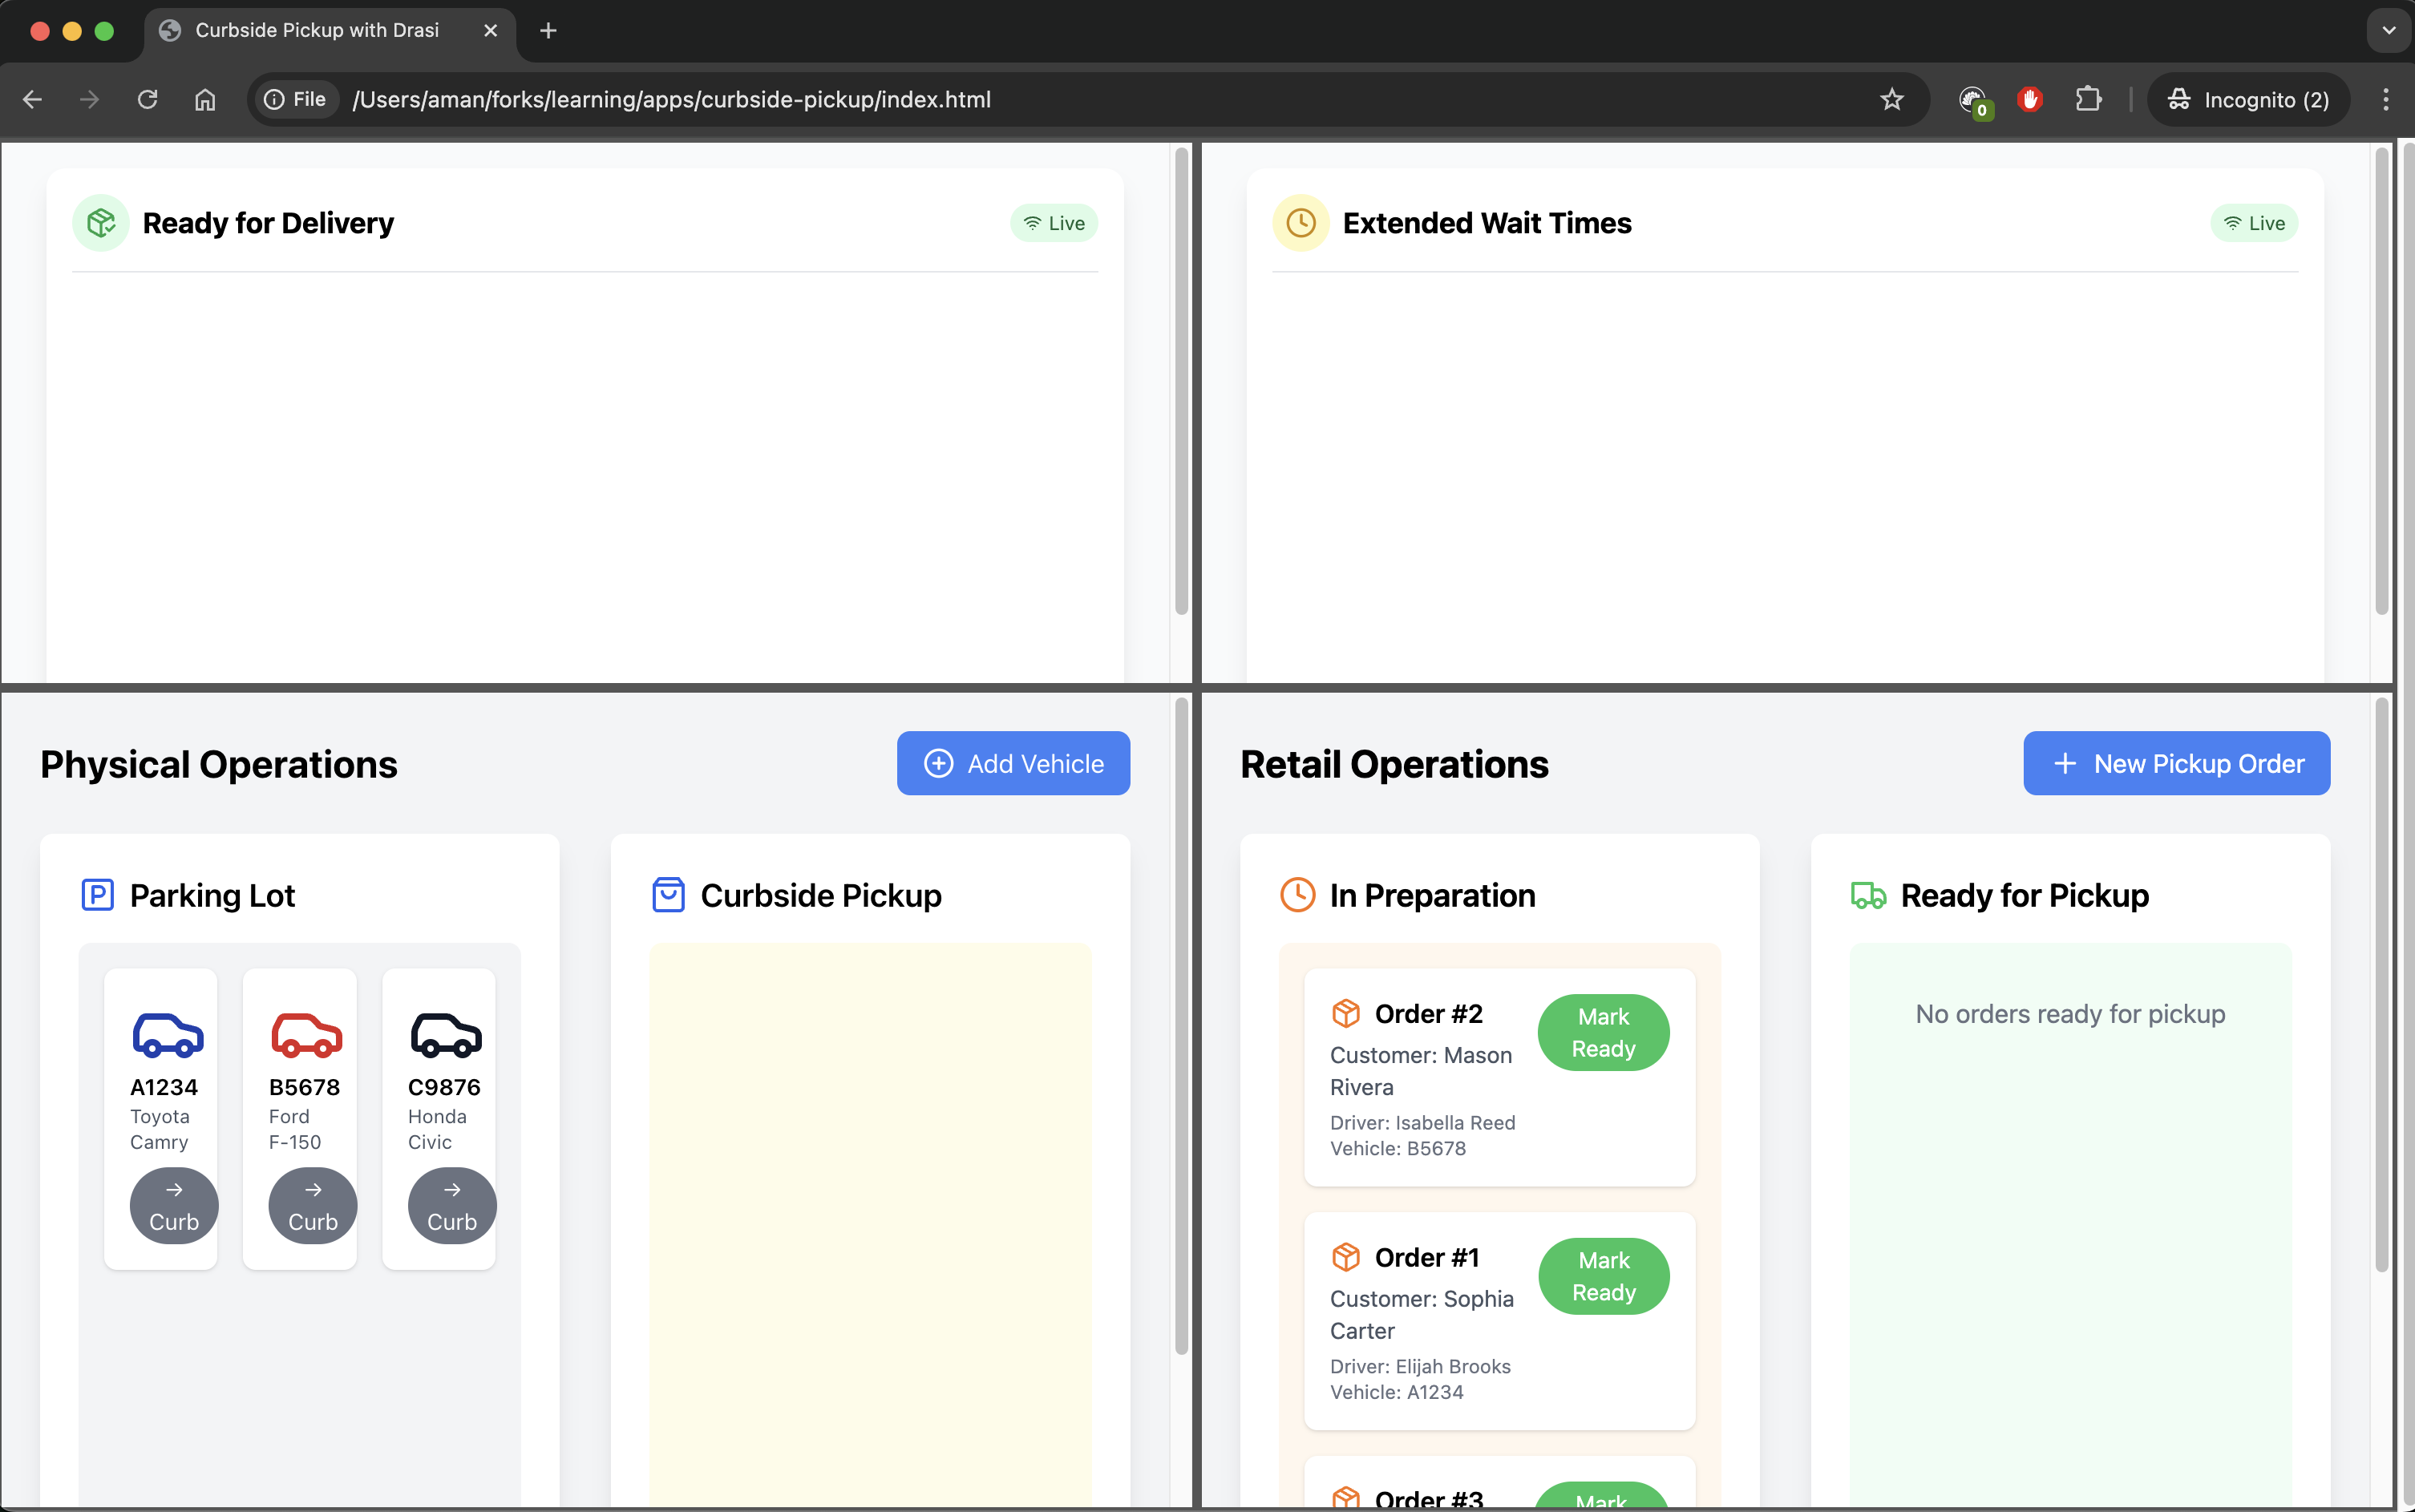 Curbside Pickup with Drasi
File /Users/aman/forks/learning/apps/curbside-pickup/index.html
0
Incognito (2)
Ready for Delivery
Live
Extended Wait Times
Live
Physical Operations
Add Vehicle
Parking Lot
A1234
Toyota
Camry
→
Curb
B5678
Ford
F-150
→
Curb
C9876
Honda
Civic
→
Curb
Curbside Pickup
Retail Operations
+ New Pickup Order
In Preparation
Order #2
Mark
Ready
Customer: Mason
Rivera
Driver: Isabella Reed
Vehicle: B5678
Order #1
Mark
Ready
Customer: Sophia
Carter
Driver: Elijah Brooks
Vehicle: A1234
Order #3
Mark
Ready for Pickup
No orders ready for pickup